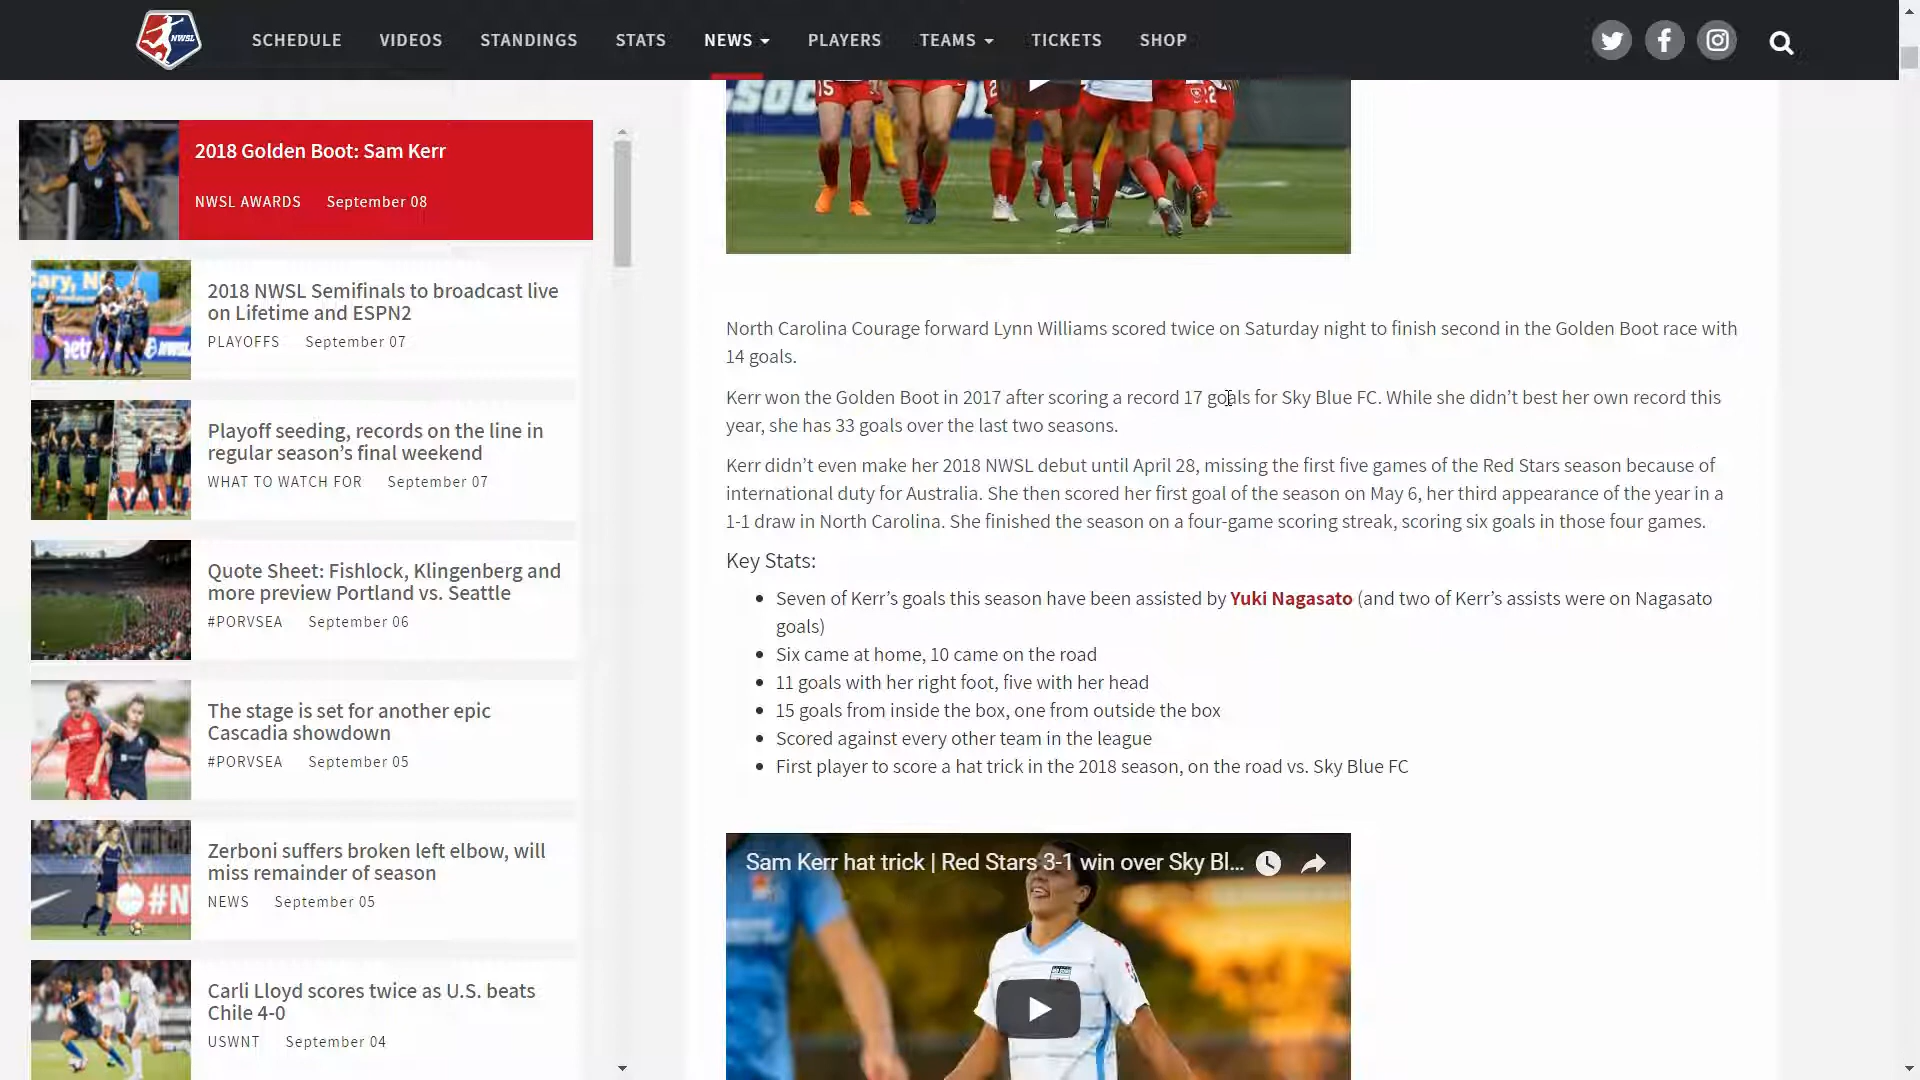 NWSL
SCHEDULE
VIDEOS
STANDINGS
STATS
NEWS
PLAYERS
TEAMS
TICKETS
SHOP
2018 Golden Boot: Sam Kerr
NWSL AWARDS September 08
2018 NWSL Semifinals to broadcast live
on Lifetime and ESPN2
PLAYOFFS September 07
Playoff seeding, records on the line in
regular season’s final weekend
WHAT TO WATCH FOR September 07
Quote Sheet: Fishlock, Klingenberg and
more preview Portland vs. Seattle
#PORVSEA September 06
The stage is set for another epic
Cascadia showdown
#PORVSEA September 05
Zerboni suffers broken left elbow, will
miss remainder of season
NEWS September 05
Carli Lloyd scores twice as U.S. beats
Chile 4-0
USWNT September 04
North Carolina Courage forward Lynn Williams scored twice on Saturday night to finish second in the Golden Boot race with
14 goals.
Kerr won the Golden Boot in 2017 after scoring a record 17 goals for Sky Blue FC. While she didn’t best her own record this
year, she has 33 goals over the last two seasons.
Kerr didn’t even make her 2018 NWSL debut until April 28, missing the first five games of the Red Stars season because of
international duty for Australia. She then scored her first goal of the season on May 6, her third appearance of the year in a
1-1 draw in North Carolina. She finished the season on a four-game scoring streak, scoring six goals in those four games.
Key Stats:
Seven of Kerr’s goals this season have been assisted by Yuki Nagasato (and two of Kerr’s assists were on Nagasato
goals)
Six came at home, 10 came on the road
11 goals with her right foot, five with her head
15 goals from inside the box, one from outside the box
Scored against every other team in the league
First player to score a hat trick in the 2018 season, on the road vs. Sky Blue FC
Sam Kerr hat trick | Red Stars 3-1 win over Sky Bl...